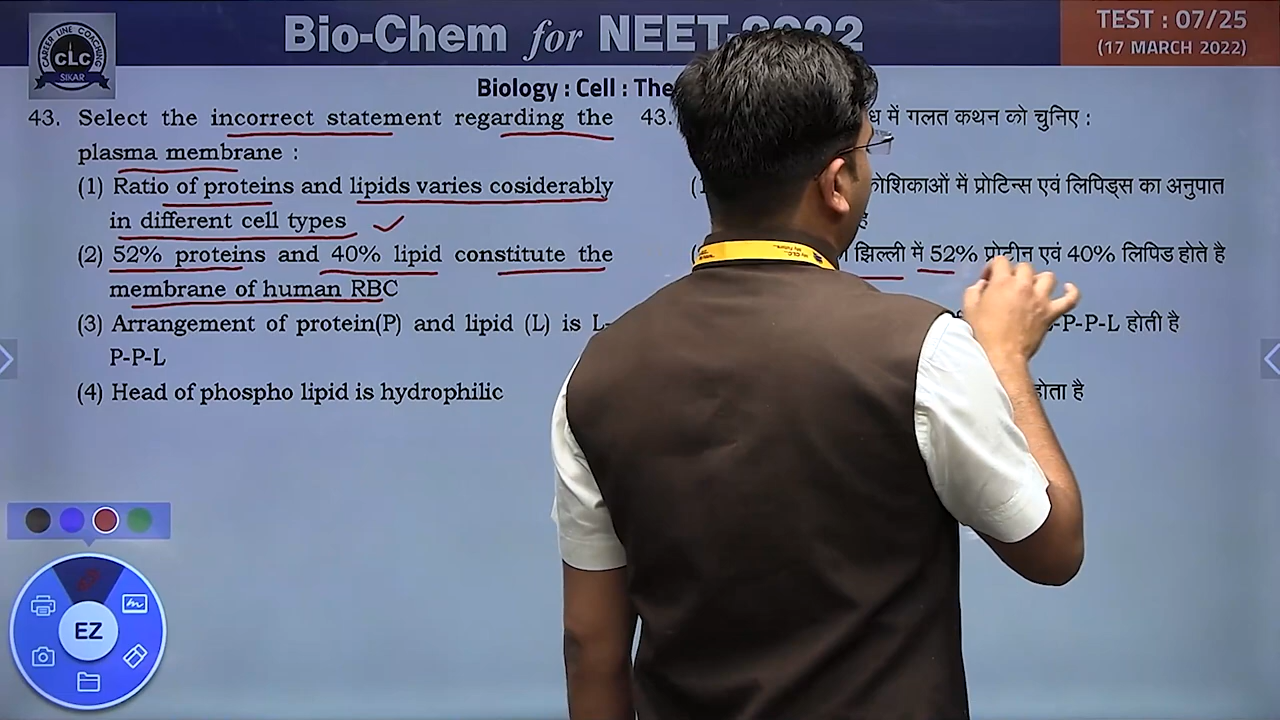 CAREER LINE COACHING
CLC
SIKAR
Bio-Chem for NEET-2022
TEST : 07/25
(17 MARCH 2022)
Biology : Cell : The
43. Select the incorrect statement regarding the
plasma membrane :
(1) Ratio of proteins and lipids varies cosiderably
in different cell types
(2) 52% proteins and 40% lipid constitute the
membrane of human RBC
(3) Arrangement of protein(P) and lipid (L) is L-
P-P-L
(4) Head of phospho lipid is hydrophilic
43. में गलत कथन को चुनिए :
कोशिकाओं में प्रोटिन्स एवं लिपिड्स का अनुपात
है
झिल्ली में 52% प्रोटीन एवं 40% लिपिड होते है
-P-P-L होती है
होता है
EZ